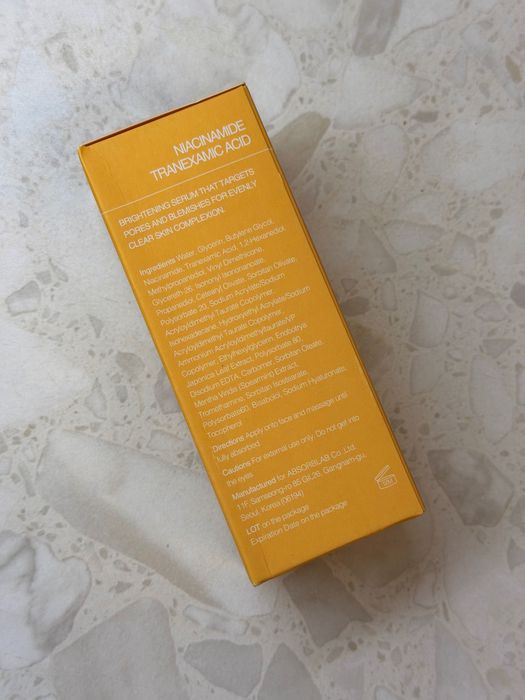 NIACINAMIDE
TRANEXAMIC ACID
BRIGHTENING SERUM THAT TARGETS
PORES AND BLEMISHES FOR EVENLY
CLEAR SKIN COMPLEXION.
Ingredients Water, Glycerin, Butylene Glycol,
Niacinamide, Tranexamic Acid, 1,2-Hexanediol,
Methylpropanediol, Vinyl Dimethicone,
Glycereth-26, Isononyl Isononanoate,
Propanediol, Cetearyl Olivate, Sorbitan Olivate,
Polysorbate 20, Sodium Acrylate/Sodium
Acryloyldimethyl Taurate Copolymer,
Isohexadecane, Hydroxyethyl Acrylate/Sodium
Acryloyldimethyl Taurate Copolymer,
Ammonium Acryloyldimethyltaurate/VP
Copolymer, Ethylhexylglycerin, Eriobotrya
Japonica Leaf Extract, Polysorbate 80,
Disodium EDTA, Carbomer, Sorbitan Oleate,
Mentha Viridis (Spearmint) Extract,
Tromethamine, Sorbitan Isostearate,
Polysorbate60, Bisabolol, Sodium Hyaluronate,
Tocopherol
Directions Apply onto face and massage until
fully absorbed.
Cautions For external use only. Do not get into
the eyes.
Manufactured for ABSORBLAB Co., Ltd.
11F, Samseong-ro 85 Gil,26, Gangnam-gu,
Seoul, Korea (06194)
LOT on the package
Expiration Date on the package
12M